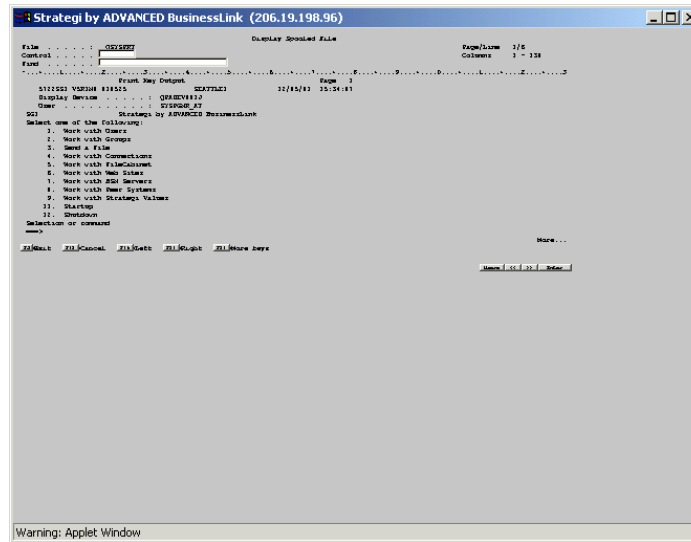 Strategi by ADVANCED BusinessLink (206.19.198.96)
Display Spooled File
File . . . . . : QSYSPRT Page/Line 1/6
Control . . . . . Columns 1 - 130
Find . . . . . .
Print Key Output Page 1
5722SS1 SEATTLE1
Display Device . . . . . :
User . . . . . . . . . . :
Strategi by ADVANCED BusinessLink
Select one of the following:
1. Work with Users
2. Work with Groups
3. Send a File
4. Work with Connections
5. Work with FileCabinet
6. Work with Web Sites
7. Work with HSM Servers
8. Work with Peer Systems
9. Work with Strategi Values
11. Startup
12. Shutdown
Selection or command
===>
More...
F3=Exit F12=Cancel F19=Left F20=Right F24=More keys
Home << >> Enter
Warning: Applet Window